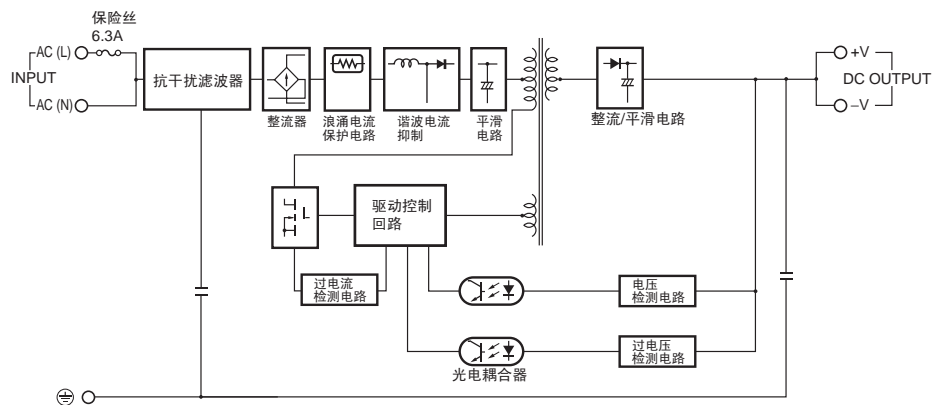 保险丝
6.3A
AC (L)
INPUT
AC (N)
抗干扰滤波器
整流器
浪涌电流
保护电路
谐波电流
抑制
平滑
电路
整流/平滑电路
+V
DC OUTPUT
–V
驱动控制
回路
过电流
检测电路
电压
检测电路
过电压
检测电路
光电耦合器